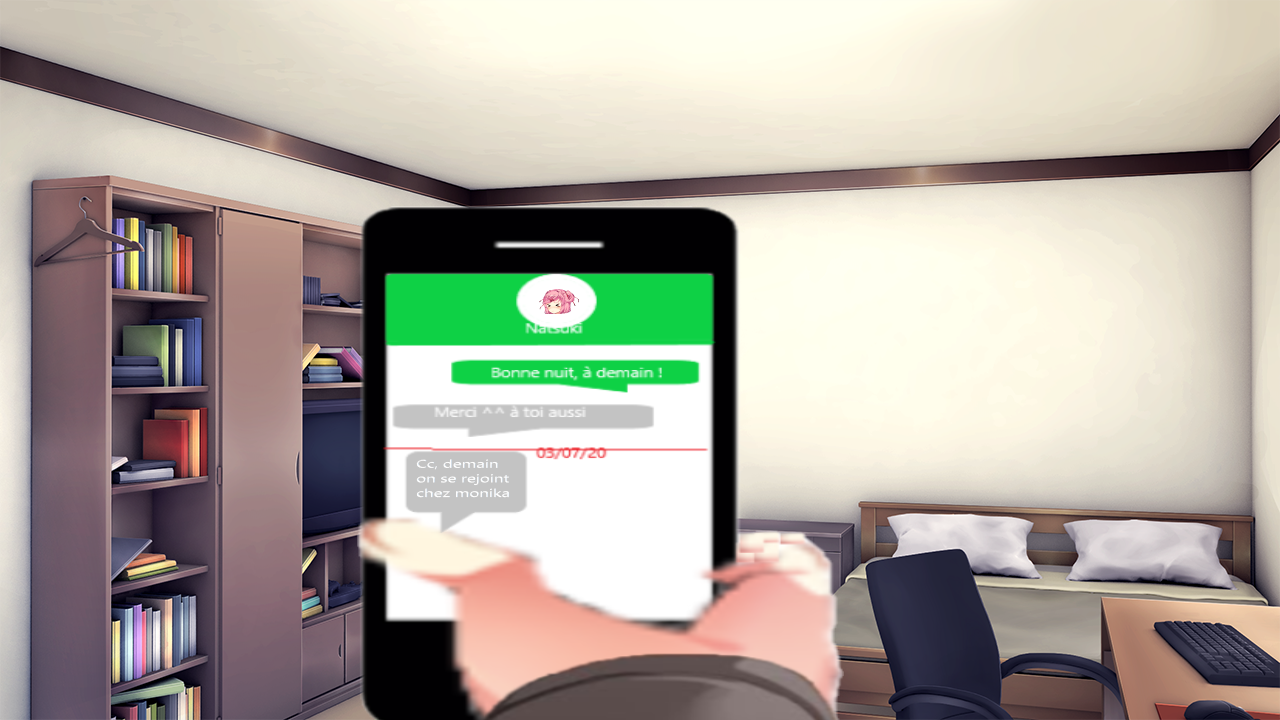 Natsuki
Bonne nuit, à demain !
Merci ^^ à toi aussi
03/07/20
Cc, demain
on se rejoint
chez monika